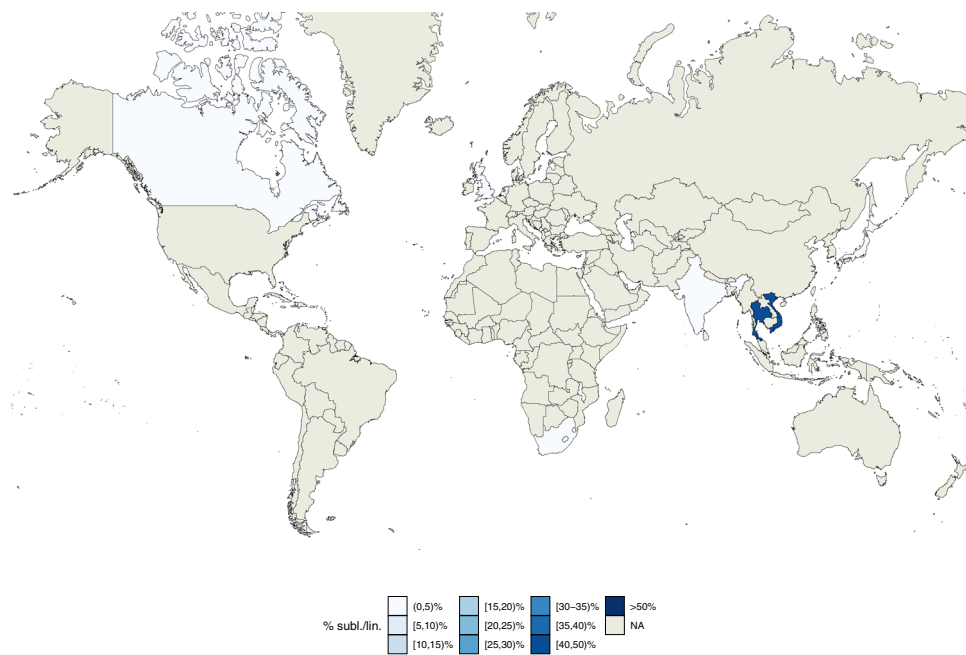 % subl./lin.
(0,5)% [15,20)% [30–35)% >50%
[5,10)% [20,25)% [35,40)% NA
[10,15)% [25,30)% [40,50)%